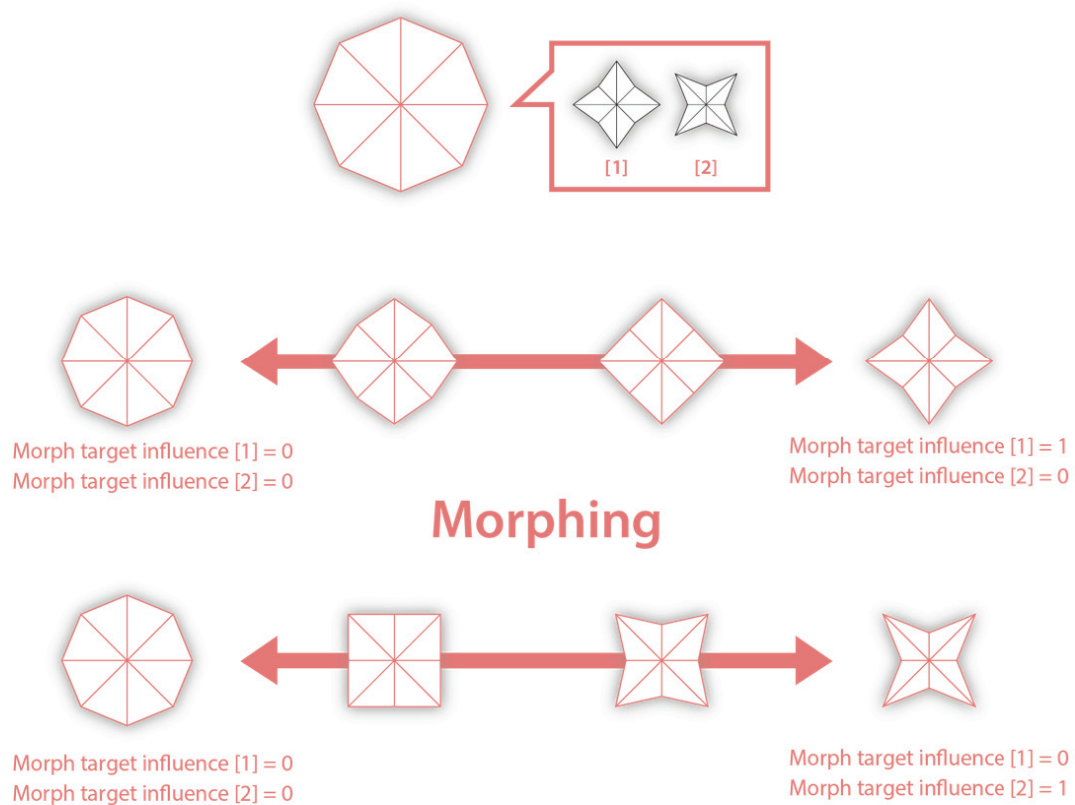 [1]
[2]
Morph target influence [1] = 0
Morph target influence [2] = 0
Morph target influence [1] = 1
Morph target influence [2] = 0
Morphing
Morph target influence [1] = 0
Morph target influence [2] = 0
Morph target influence [1] = 0
Morph target influence [2] = 1